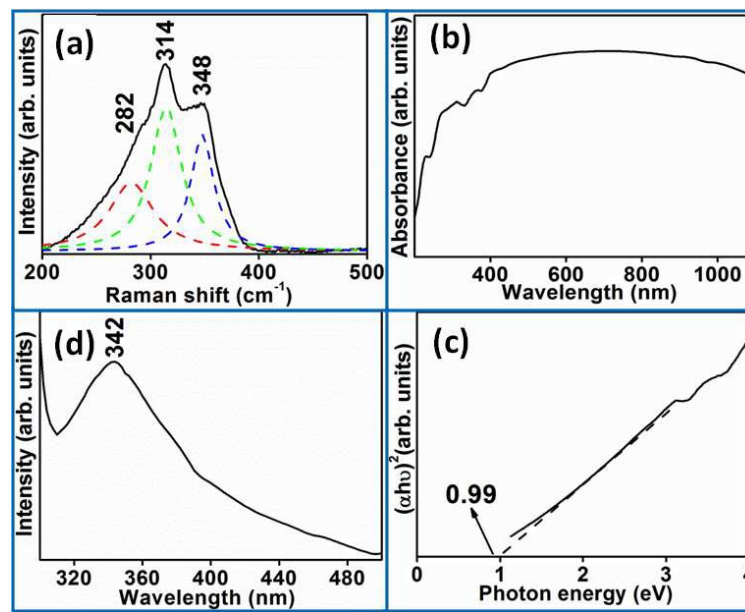 (a)
282
314
348
Intensity (arb. units)
200 300 400 500
Raman shift (cm-1)
(b)
Absorbance (arb. units)
400 600 800 1000
Wavelength (nm)
(d)
342
Intensity (arb. units)
320 360 400 440 480
Wavelength (nm)
(c)
(αhυ)2(arb. units)
0.99
0 1 2 3 4
Photon energy (eV)